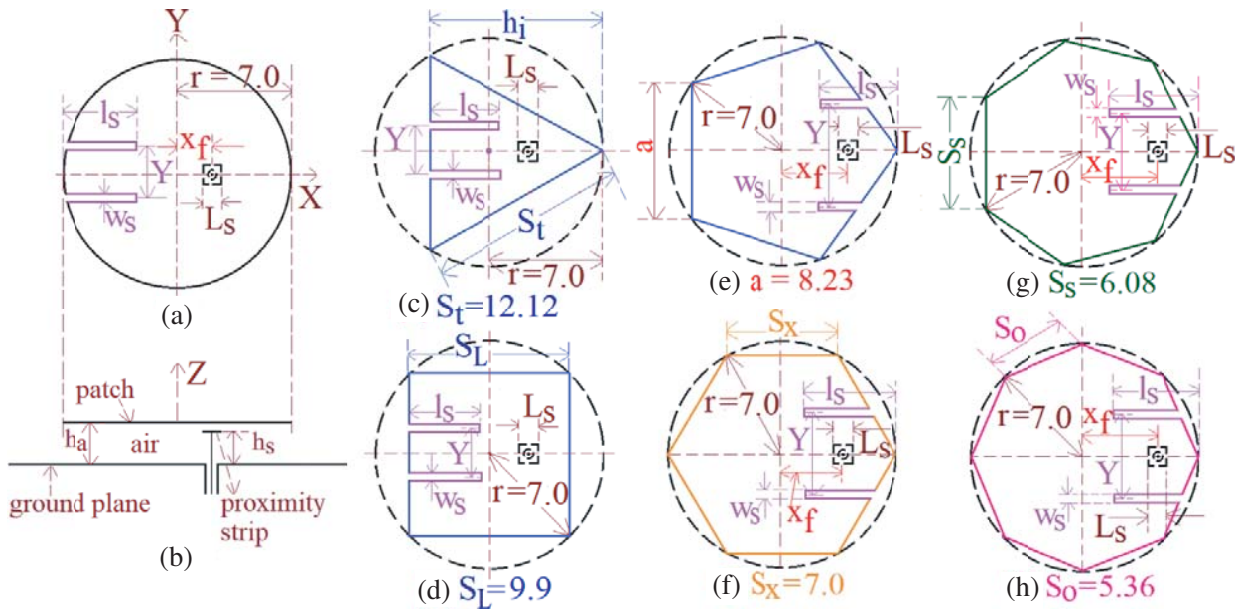 Y
r = 7.0
ls
xf
Y
X
ws
Ls
(a)
Z
patch
ha
air
hs
ground plane
proximity
strip
(b)
hi
Ls
ls
Y
ws
St
r=7.0
(c)
St=12.12
SL
ls
Ls
Y
ws
r=7.0
(d)
SL=9.9
ls
r=7.0
a
Y
Ls
ws
xf
(e)
a = 8.23
Sx
ls
r=7.0
Y
Ls
ws
xf
(f)
Sx=7.0
ws
ls
Ss
Y
Ls
xf
r=7.0
(g)
Ss=6.08
So
ls
r=7.0
xf
Y
ws
Ls
(h)
So=5.36